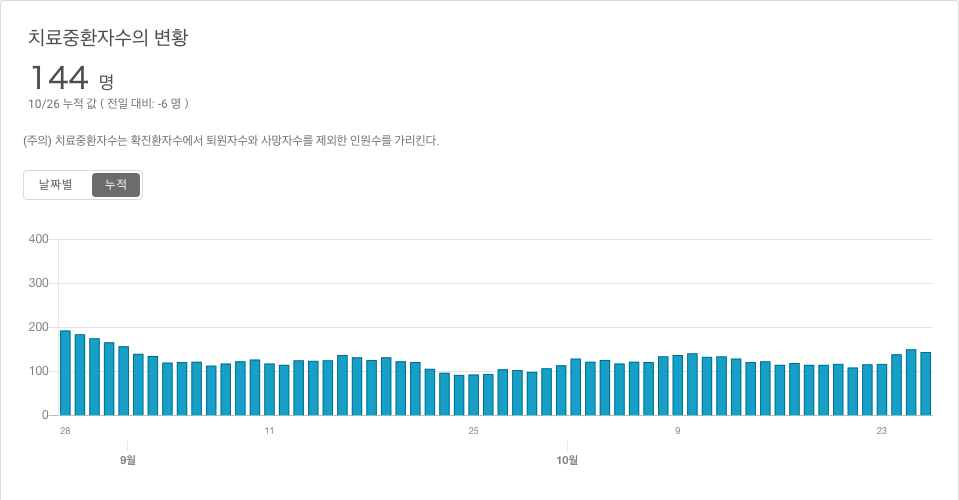 치료중환자수의 변황
144 명
10/26 누적 값 ( 전일 대비: -6 명 )
(주의) 치료중환자수는 확진환자수에서 퇴원자수와 사망자수를 제외한 인원수를 가리킨다.
날짜별 누적
400
300
200
100
0
28 11 25 9 23
9월 10월